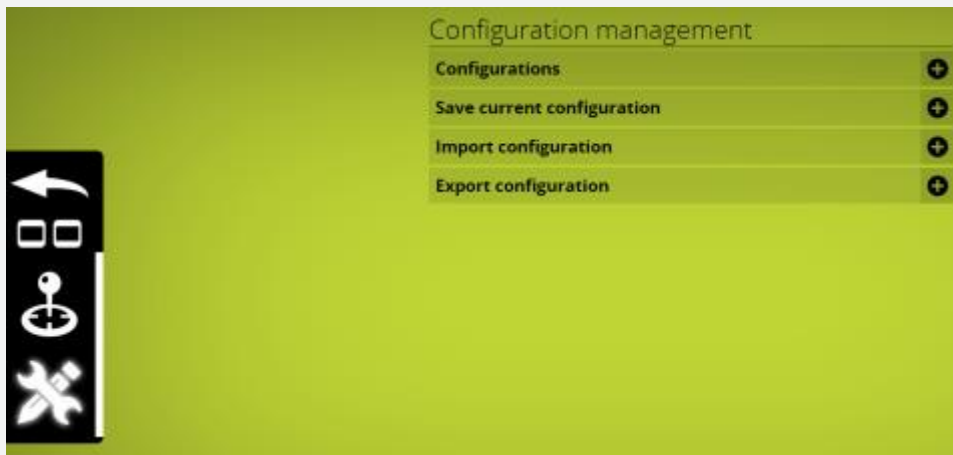 Configuration management
Configurations
Save current configuration
Import configuration
Export configuration